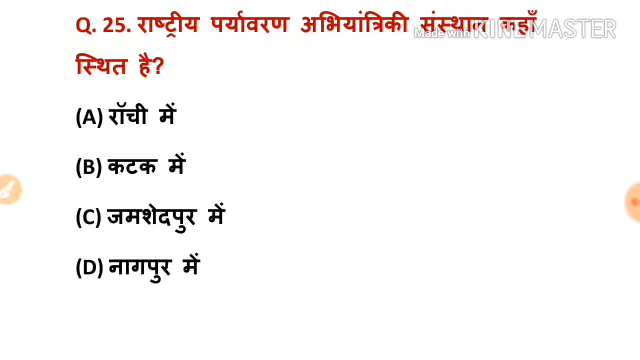 Q. 25. राष्ट्रीय पर्यावरण अभियांत्रिकी संस्थान कहाँ
Made with KINEMASTER
स्थित है?
(A) रॉची में
(B) कटक में
(C) जमशेदपुर में
(D) नागपुर में